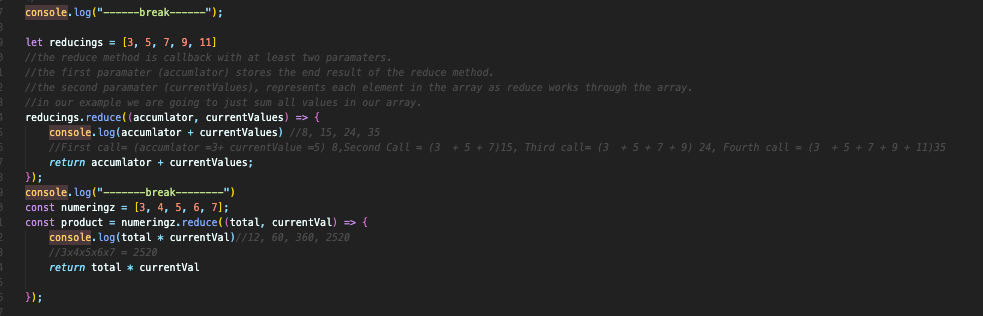 console.log("------break------");
let reducings = [3, 5, 7, 9, 11]
//the reduce method is callback with at least two paramaters.
//the first paramater (accumlator) stores the end result of the reduce method.
//the second paramater (currentValues), represents each element in the array as reduce works through the array.
//in our example we are going to just sum all values in our array.
reducings.reduce((accumlator, currentValues) => {
console.log(accumlator + currentValues) //8, 15, 24, 35
//First call= (accumlator =3+ currentValue =5) 8,Second Call = (3  + 5 + 7)15, Third call= (3  + 5 + 7 + 9) 24, Fourth call = (3  + 5 + 7 + 9 + 11)35
return accumlator + currentValues;
});
console.log("-------break--------")
const numeringz = [3, 4, 5, 6, 7];
const product = numeringz.reduce((total, currentVal) => {
console.log(total * currentVal)//12, 60, 360, 2520
//3x4x5x6x7 = 2520
return total * currentVal
});